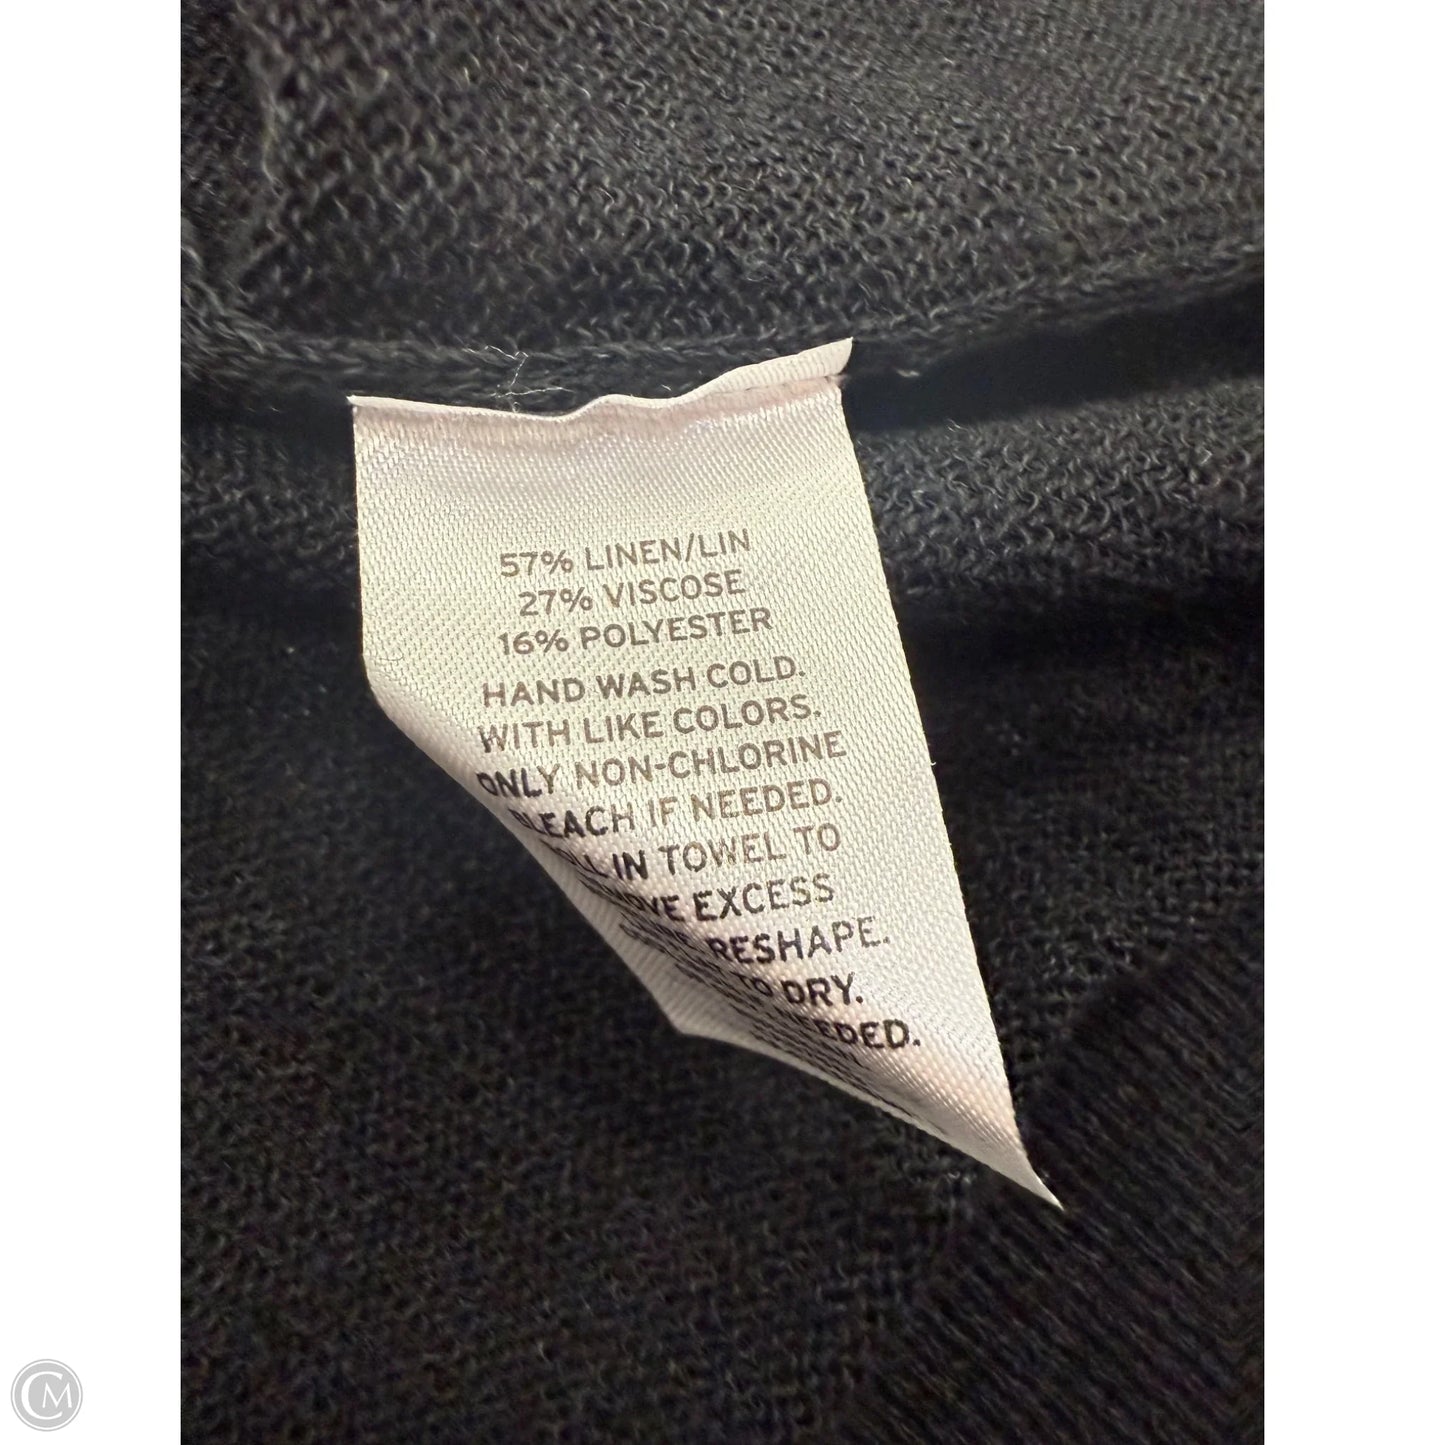 57% LINEN/LIN
27% VISCOSE
16% POLYESTER
HAND WASH COLD.
WITH LIKE COLORS.
ONLY NON-CHLORINE
BLEACH IF NEEDED.
IN TOWEL TO
EXCESS
RESHAPE.
TO DRY.
NEEDED.
CM